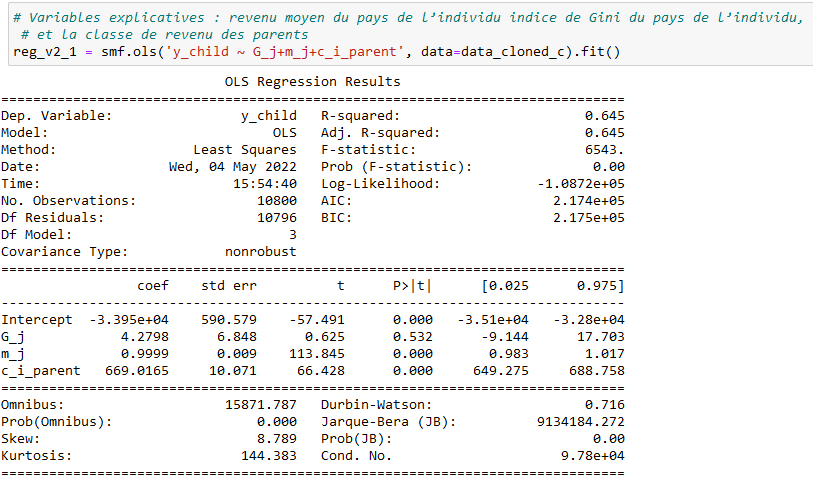 # Variables explicatives : revenu moyen du pays de l'individu indice de Gini du pays de l'individu,
# et la classe de revenu des parents
reg_v2_1 = smf.ols('y_child ~ G_j+m_j+c_i_parent', data=data_cloned_c).fit()
OLS Regression Results
==============================================================================
Dep. Variable: y_child R-squared: 0.645
Model: OLS Adj. R-squared: 0.645
Method: Least Squares F-statistic: 6543.
Date: Wed, 04 May 2022 Prob (F-statistic): 0.00
Time: 15:54:40 Log-Likelihood: -1.0872e+05
No. Observations: 10800 AIC: 2.174e+05
Df Residuals: 10796 BIC: 2.175e+05
Df Model: 3
Covariance Type: nonrobust
==============================================================================
coef std err t P>|t| [0.025 0.975]
------------------------------------------------------------------------------
Intercept -3.395e+04 590.579 -57.491 0.000 -3.51e+04 -3.28e+04
G_j 4.2798 6.848 0.625 0.532 -9.144 17.703
m_j 0.9999 0.009 113.845 0.000 0.983 1.017
c_i_parent 669.0165 10.071 66.428 0.000 649.275 688.758
==============================================================================
Omnibus: 15871.787 Durbin-Watson: 0.716
Prob(Omnibus): 0.000 Jarque-Bera (JB): 9134184.272
Skew: 8.789 Prob(JB): 0.00
Kurtosis: 144.383 Cond. No. 9.78e+04
==============================================================================